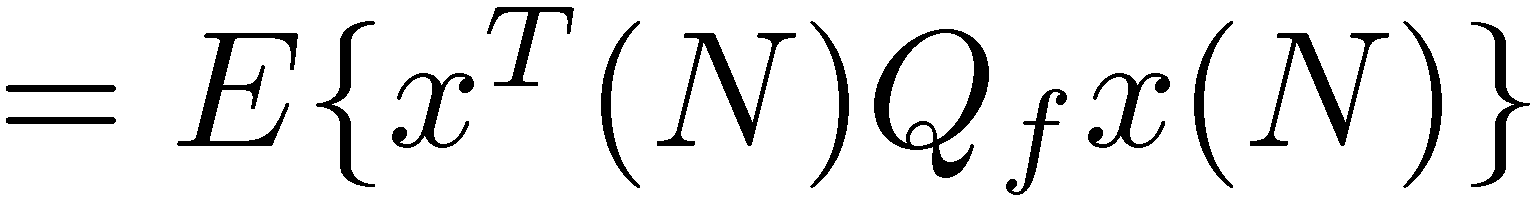 = E{x^T(N)Q_f x(N)}